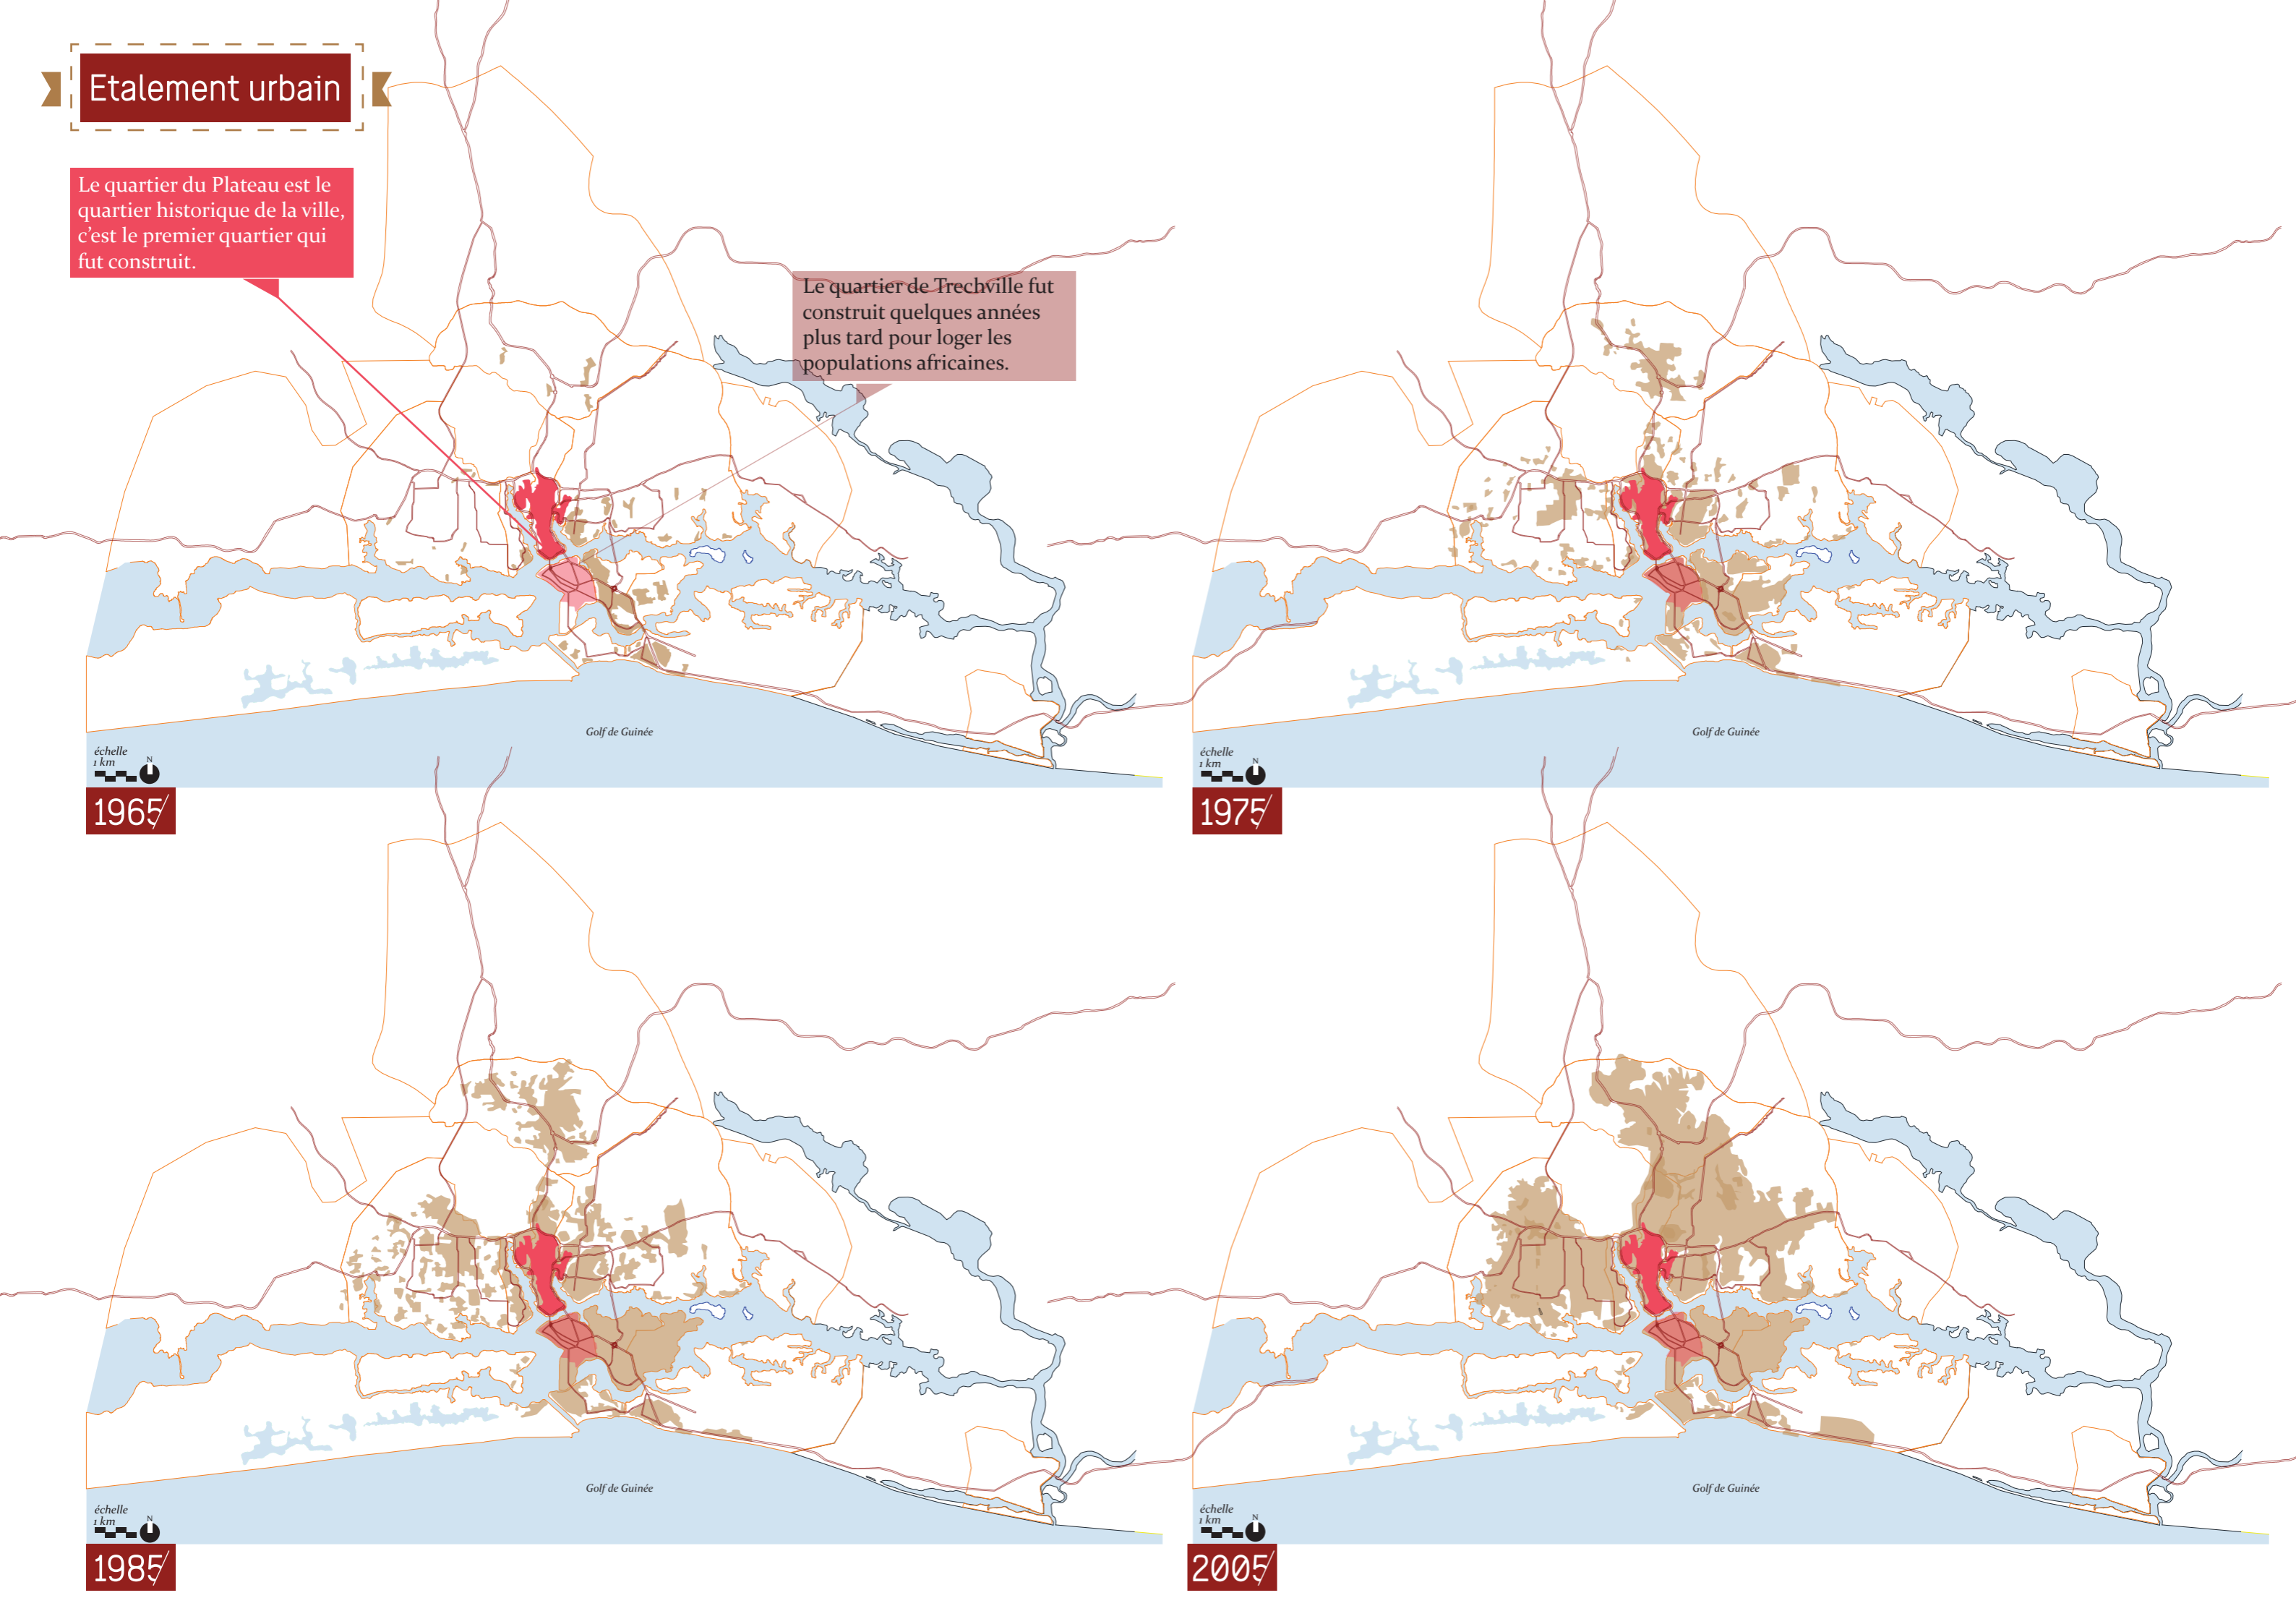 Etalement urbain
Le quartier du Plateau est le
quartier historique de la ville,
c'est le premier quartier qui
fut construit.
Le quartier de Trechville fut
construit quelques années
plus tard pour loger les
populations africaines.
Golf de Guinée
échelle
1 km
N
1965/
Golf de Guinée
échelle
1 km
N
1975/
Golf de Guinée
échelle
1 km
N
1985/
Golf de Guinée
échelle
1 km
N
2005/